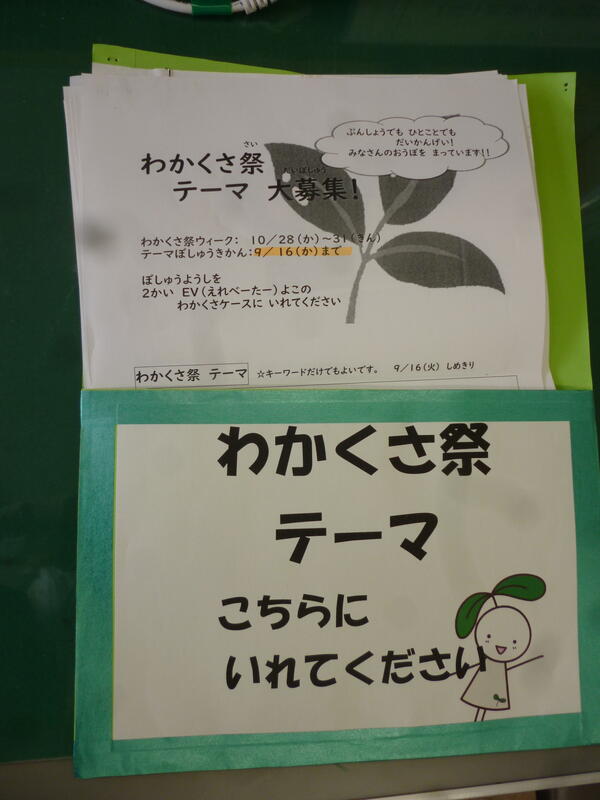 ぶんしょうでも ひとことでも
だいかんげい!
みなさんのおうぼを まっています!!
わかくさ祭
さい
テーマ 大募集!
だいぼしゅう
わかくさ祭ウィーク: 10/28(か)~31(きん)
テーマぼしゅうきかん:9/16(か)まで
ぼしゅうようしを
2かい EV(えれべーたー)よこの
わかくさケースに いれてください
わかくさ祭 テーマ ☆キーワードだけでもよいです。 9/16(火)しめきり
わかくさ祭
テーマ
こちらに
いれてください